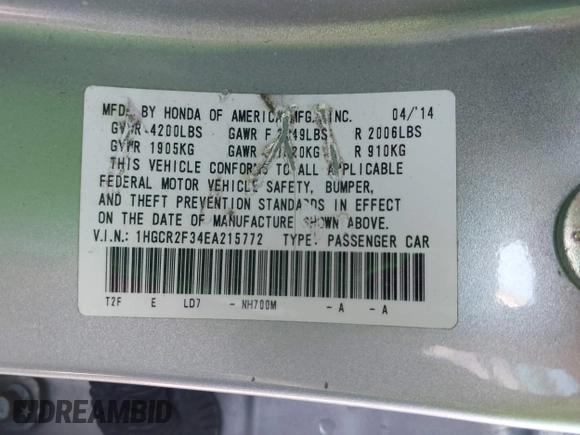 MFD. BY HONDA OF AMERICA MFG. INC. 04/'14
4200LBS GAWR F R 2006LBS
GVWR 1905KG GAWR R 910KG
THIS VEHICLE CONFORMS TO ALL APPLICABLE
FEDERAL MOTOR VEHICLE SAFETY, BUMPER,
AND THEFT PREVENTION STANDARDS IN EFFECT
ON THE DATE OF MANUFACTURE SHOWN ABOVE.
V.I.N.: 1HGCR2F34EA215772 TYPE: PASSENGER CAR
T2F E LD7 - NH700M - A - A
DREAMBID